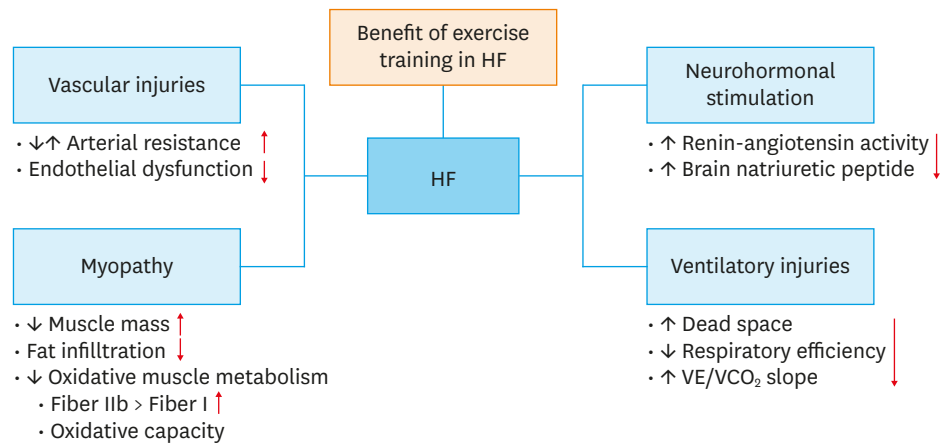 Benefit of exercise
training in HF
Vascular injuries
· ↓↑ Arterial resistance ↑
· Endothelial dysfunction ↓
HF
Neurohormonal
stimulation
· ↑ Renin-angiotensin activity
· ↑ Brain natriuretic peptide ↓
Myopathy
· ↓ Muscle mass ↑
· Fat infilltration ↓
· ↓ Oxidative muscle metabolism
· Fiber IIb > Fiber I ↑
· Oxidative capacity
Ventilatory injuries
· ↑ Dead space
· ↓ Respiratory efficiency
· ↑ VE/VCO₂ slope ↓